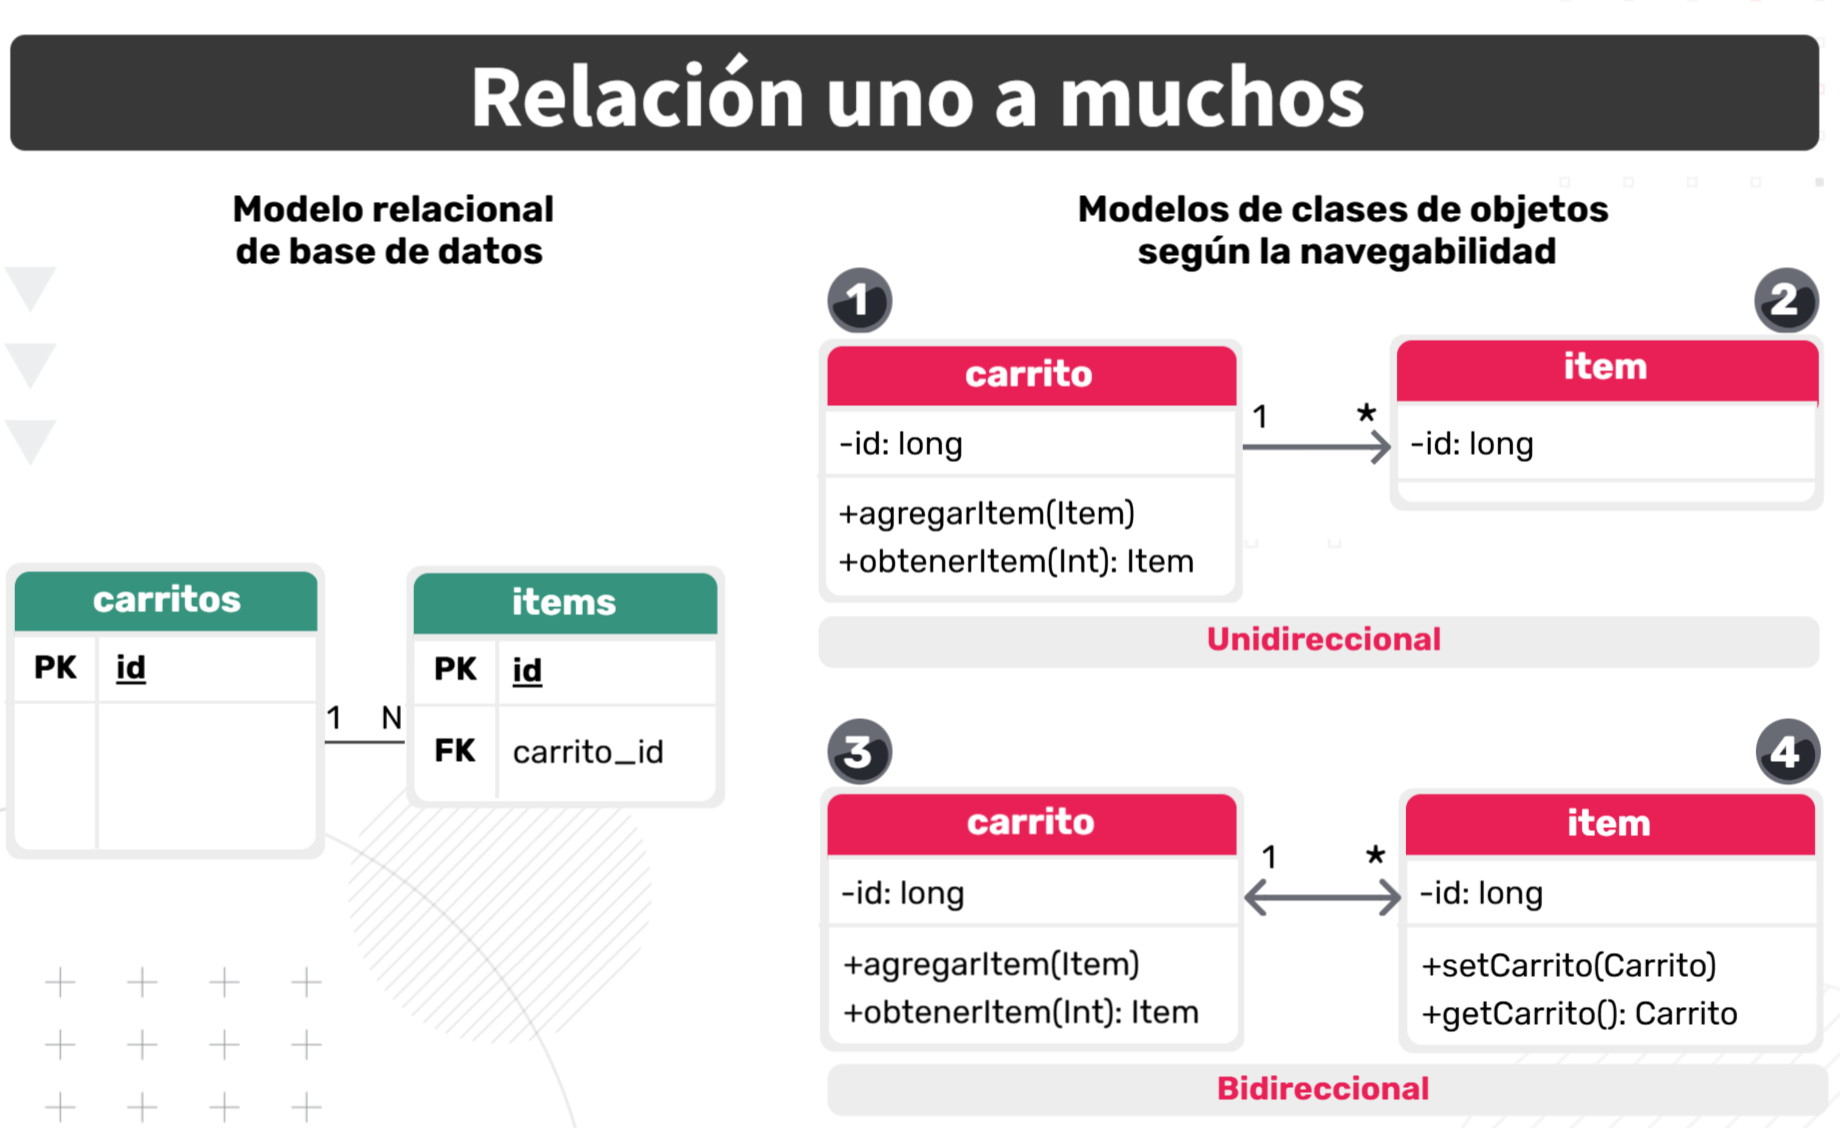 Relación uno a muchos
Modelo relacional
de base de datos
carritos
PK id
1 N
items
PK id
FK carrito_id
Modelos de clases de objetos
según la navegabilidad
1
carrito
-id: long
+agregarItem(Item)
+obtenerItem(Int): Item
1 *
2
item
-id: long
Unidireccional
3
carrito
-id: long
+agregarItem(Item)
+obtenerItem(Int): Item
1 *
4
item
-id: long
+setCarrito(Carrito)
+getCarrito(): Carrito
Bidireccional